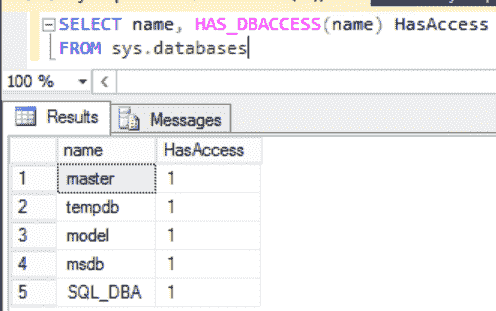 SELECT name, HAS_DBACCESS(name) HasAccess
FROM sys.databases
100 %
Results Messages
name HasAccess
1 master 1
2 tempdb 1
3 model 1
4 msdb 1
5 SQL_DBA 1